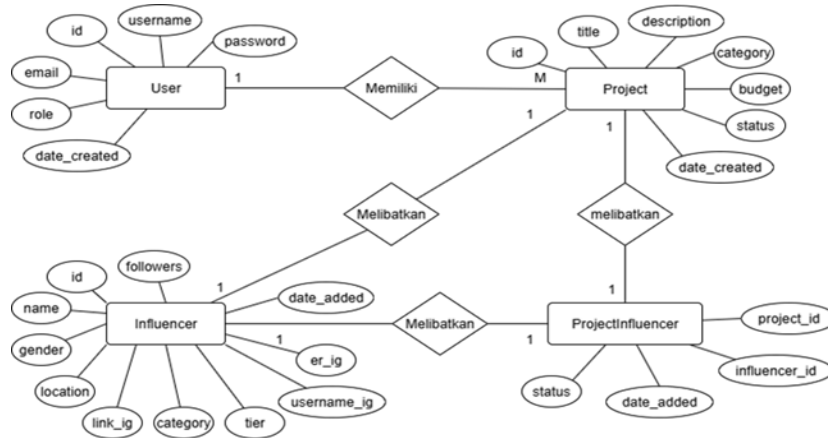 username
description
id
title
password
id
category
email
User
1
Memiliki
M
Project
budget
role
1
1
status
date_created
date_created
Melibatkan
melibatkan
followers
id
1
date_added
1
name
project_id
Influencer
Melibatkan
ProjectInfluencer
1
1
gender
er_ig
influencer_id
location
status
username_ig
date_added
link_ig
category
tier